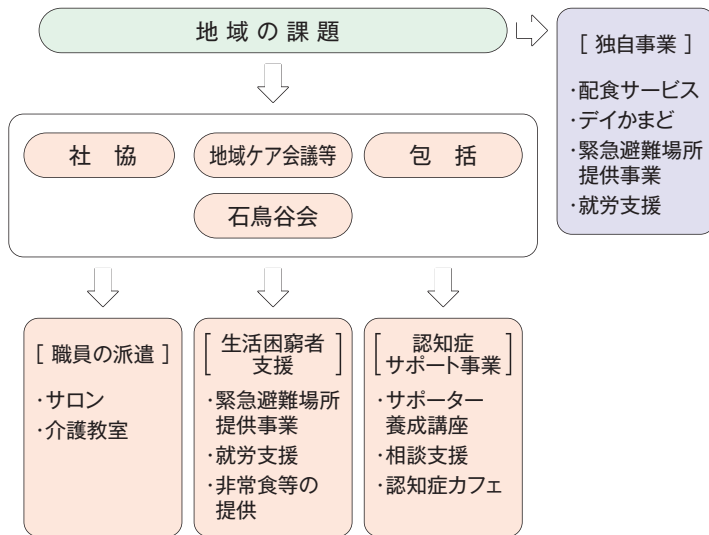 地域の課題
[ 独自事業 ]
・配食サービス
・デイかまど
・緊急避難場所
提供事業
・就労支援
社 協
地域ケア会議等
包 括
石鳥谷会
[ 職員の派遣 ]
・サロン
・介護教室
[ 生活困窮者
支援 ]
・緊急避難場所
提供事業
・就労支援
・非常食等の
提供
[ 認知症
サポート事業 ]
・サポーター
養成講座
・相談支援
・認知症カフェ